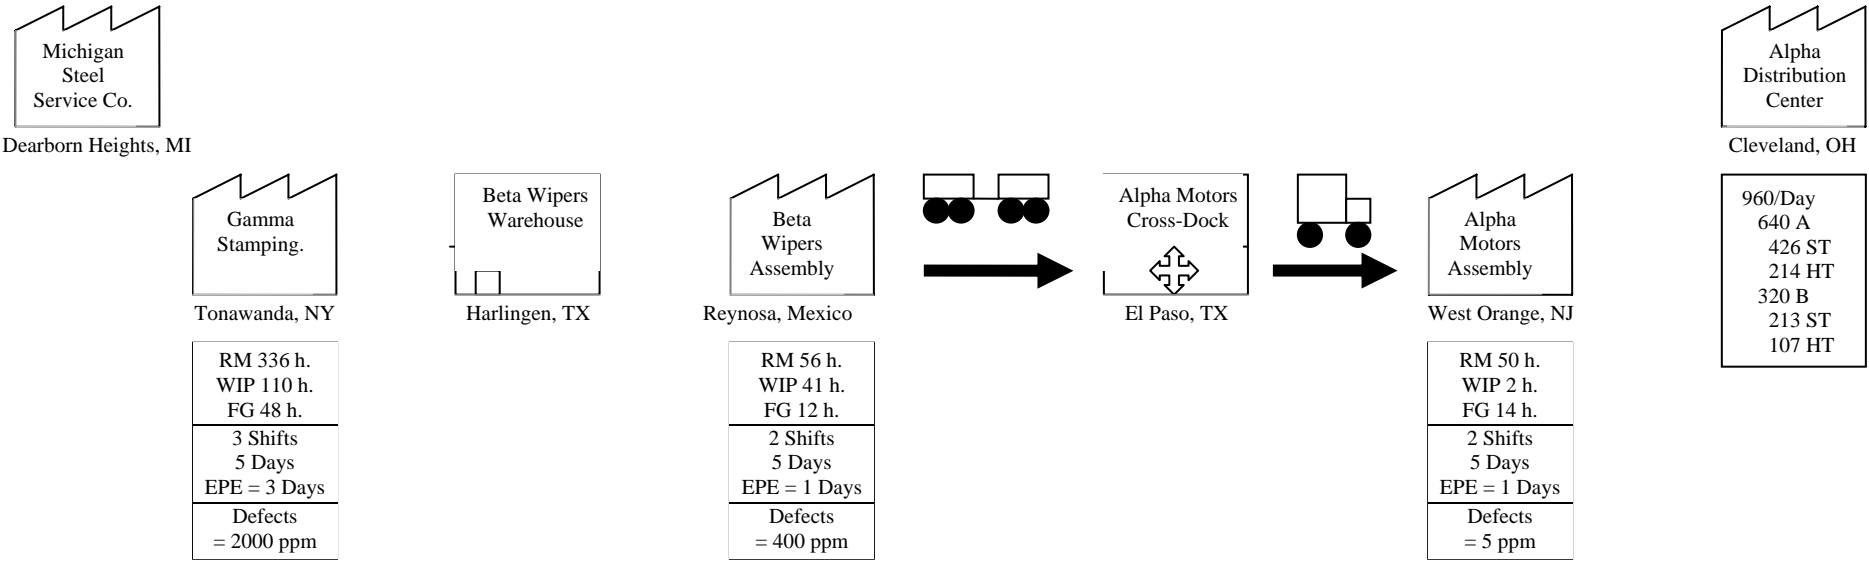 Michigan
Steel
Service Co.
Dearborn Heights, MI
Alpha
Distribution
Center
Cleveland, OH
Gamma
Stamping.
Tonawanda, NY
Beta Wipers
Warehouse
Harlingen, TX
Beta
Wipers
Assembly
Reynosa, Mexico
Alpha Motors
Cross-Dock
El Paso, TX
Alpha
Motors
Assembly
West Orange, NJ
960/Day
640 A
426 ST
214 HT
320 B
213 ST
107 HT
RM 336 h.
WIP 110 h.
FG 48 h.
3 Shifts
5 Days
EPE = 3 Days
Defects
= 2000 ppm
RM 56 h.
WIP 41 h.
FG 12 h.
2 Shifts
5 Days
EPE = 1 Days
Defects
= 400 ppm
RM 50 h.
WIP 2 h.
FG 14 h.
2 Shifts
5 Days
EPE = 1 Days
Defects
= 5 ppm